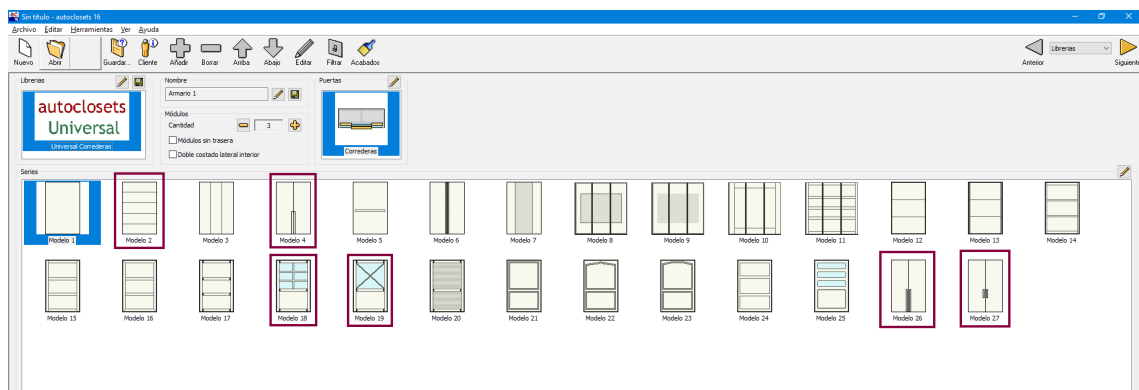 Sin título - autoclosets 16
Archivo Editar Herramientas Ver Ayuda
Nuevo Abrir Guardar... Cliente Añadir Borrar Arriba Abajo Editar Filtrar Acabados Anterior Librerias Siguiente
Librerias
autoclosets
Universal
Universal Correderas
Nombre
Armario 1
Módulos
Cantidad 3
Módulos sin trasera
Doble costado lateral interior
Puertas
Correderas
Series
Modelo 1 Modelo 2 Modelo 3 Modelo 4 Modelo 5 Modelo 6 Modelo 7 Modelo 8 Modelo 9 Modelo 10 Modelo 11 Modelo 12 Modelo 13 Modelo 14
Modelo 15 Modelo 16 Modelo 17 Modelo 18 Modelo 19 Modelo 20 Modelo 21 Modelo 22 Modelo 23 Modelo 24 Modelo 25 Modelo 26 Modelo 27